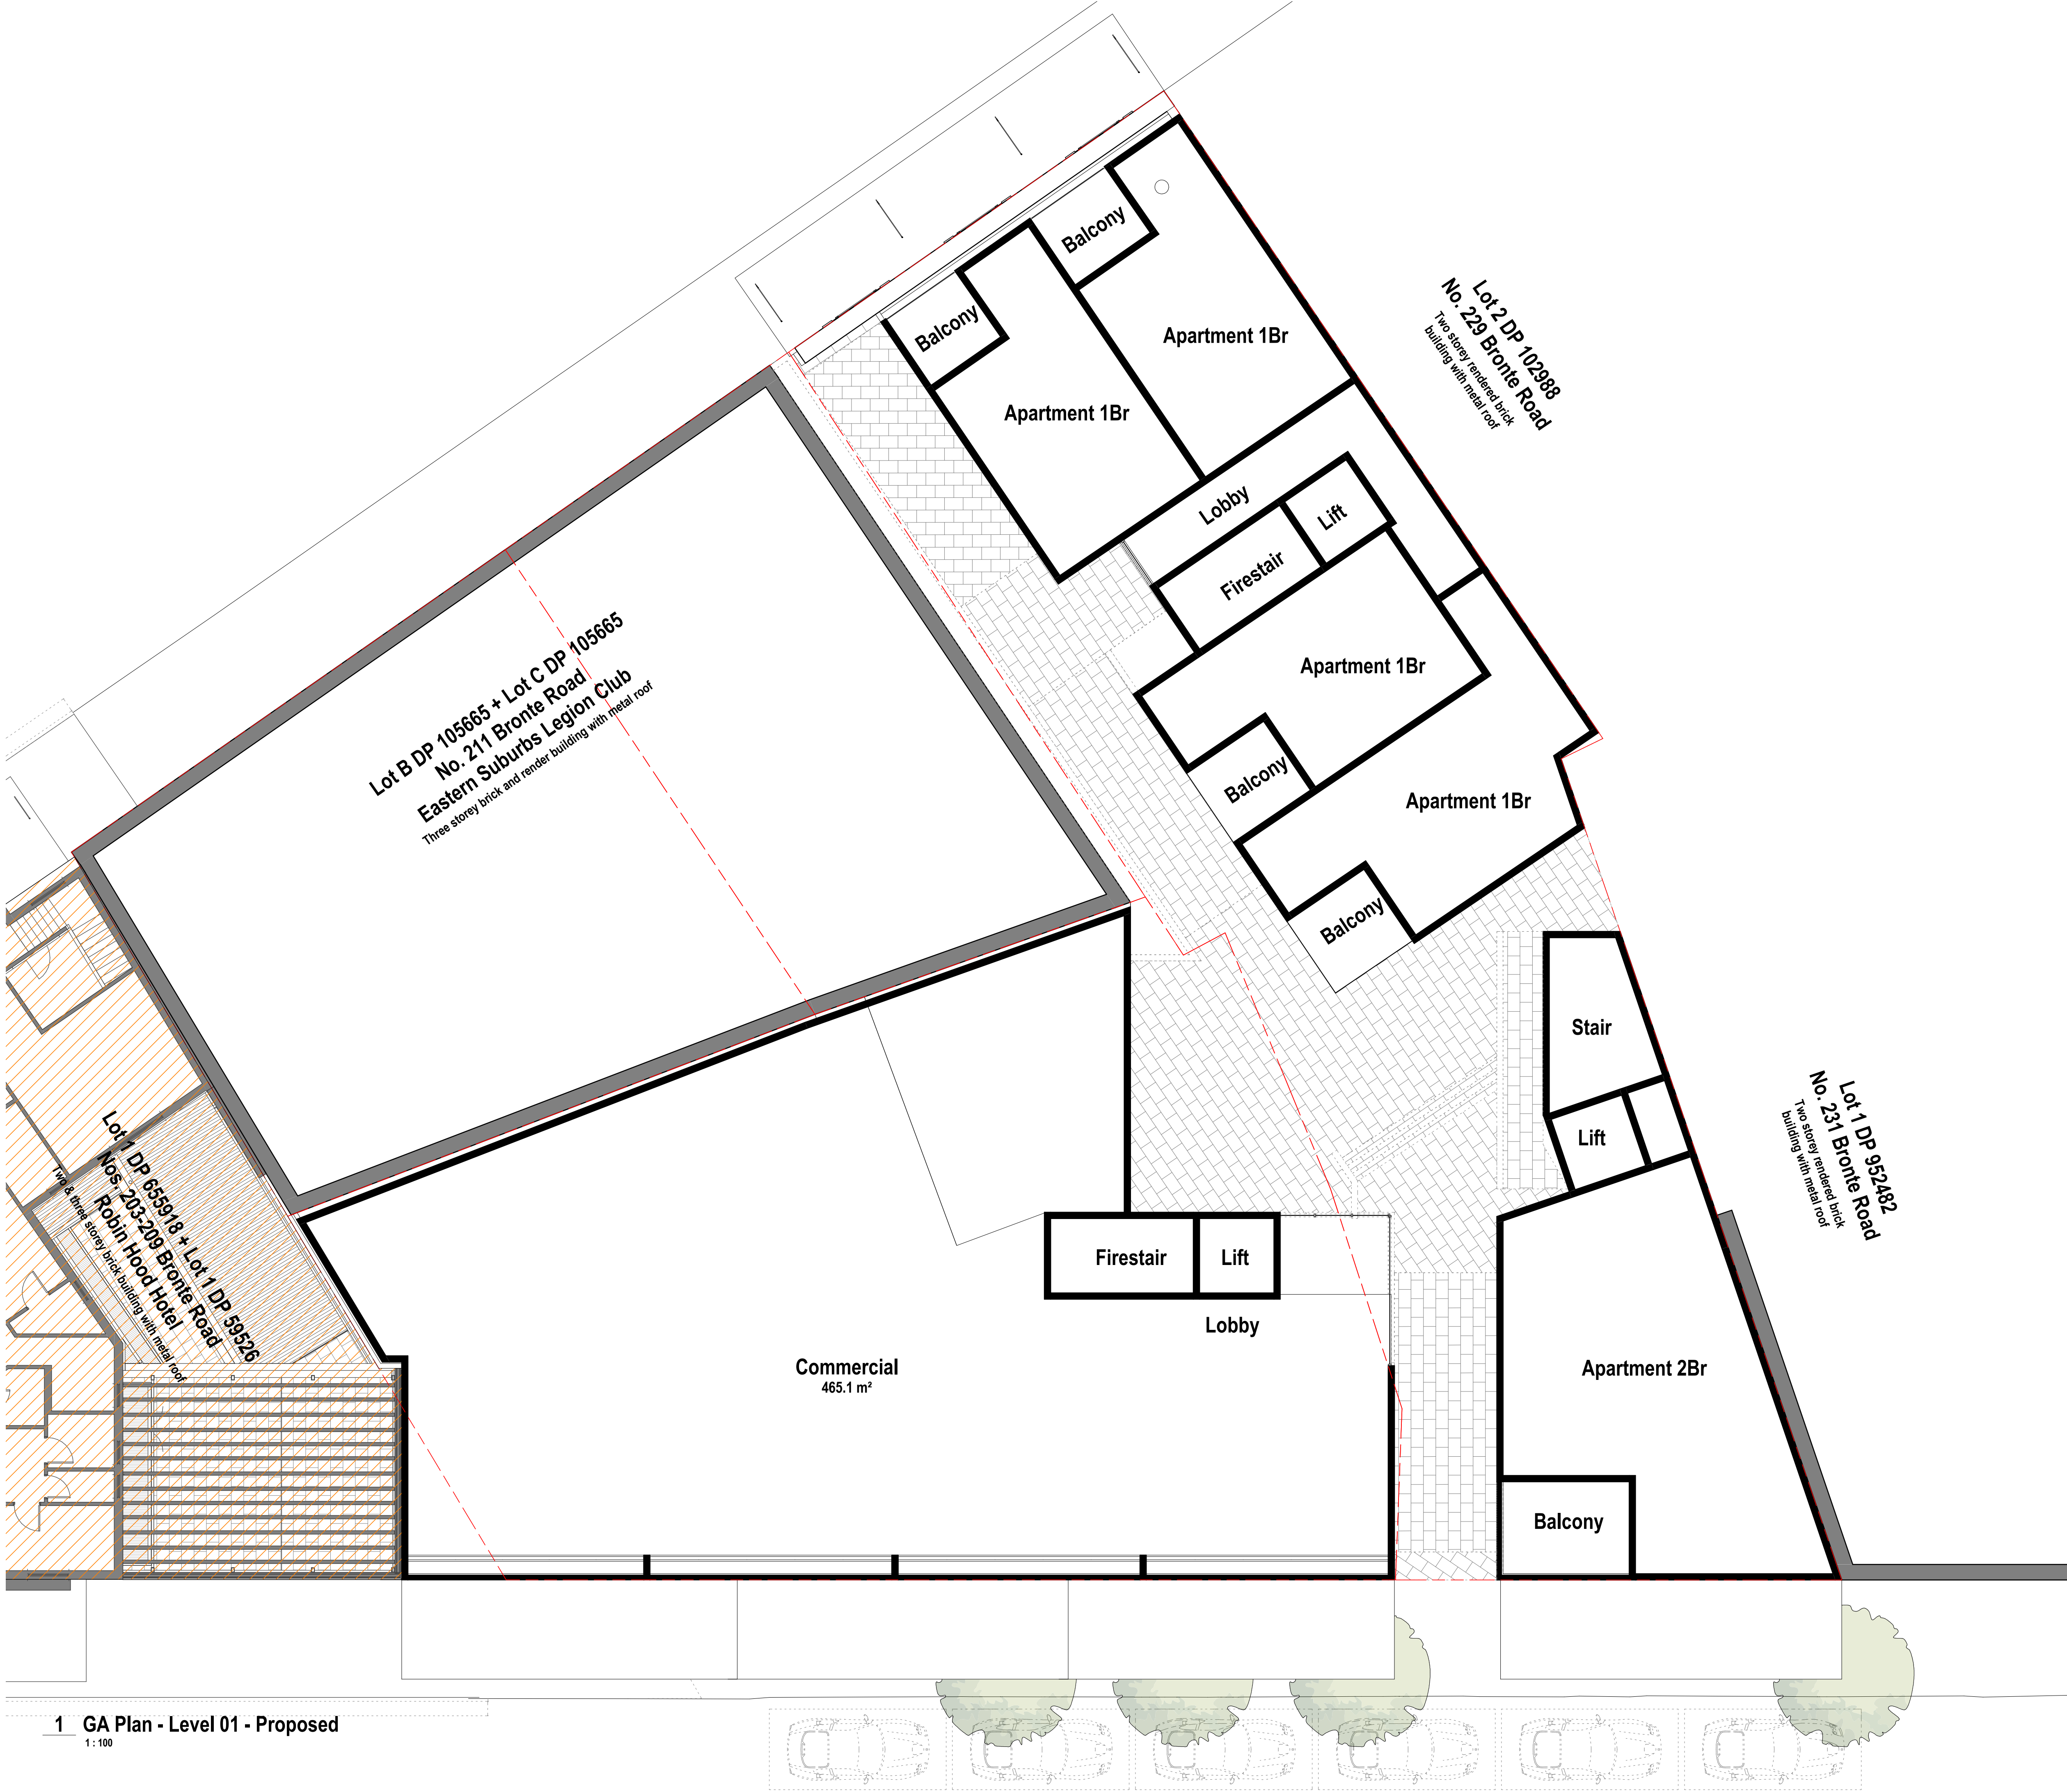 Balcony
Balcony
Apartment 1Br
Apartment 1Br
Lot 2 DP 102988
No. 229 Bronte Road
Two storey rendered brick
building with metal roof
Lobby
Lift
Firestair
Apartment 1Br
Balcony
Apartment 1Br
Balcony
Lot B DP 105665 + Lot C DP 105665
No. 211 Bronte Road
Eastern Suburbs Legion Club
Three storey brick and render building with metal roof
Stair
Lift
Lot 1 DP 952482
No. 231 Bronte Road
Two storey rendered brick
building with metal roof
Lot 1 DP 655918 + Lot 1 DP 59526
Nos. 203-209 Bronte Road
Robin Hood Hotel
Two & three storey brick building with metal roof
Firestair
Lift
Lobby
Commercial
465.1 m²
Apartment 2Br
Balcony
1 GA Plan - Level 01 - Proposed
1 : 100